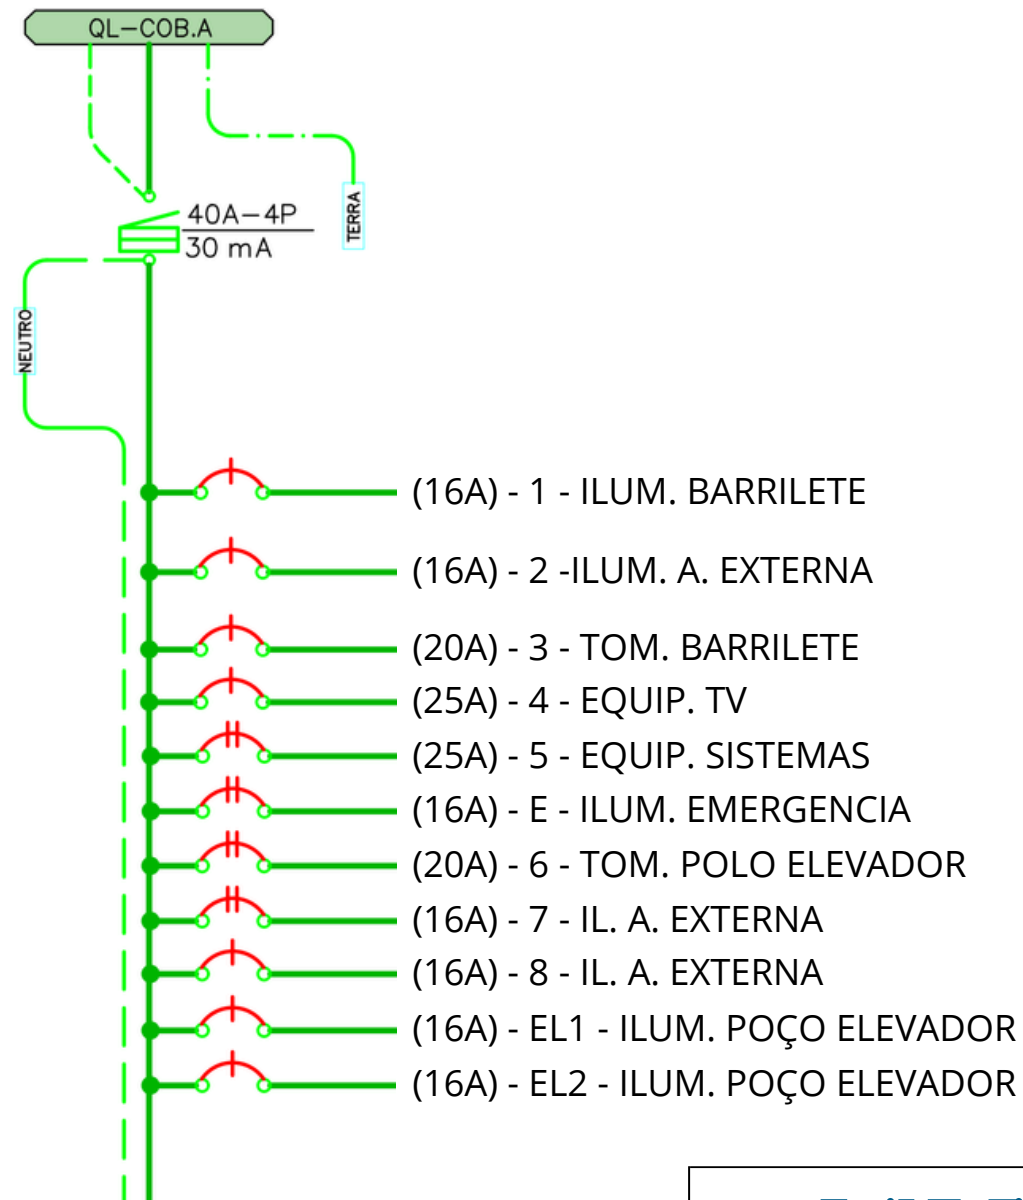 QL-COB.A
40A-4P
30 mA
TERRA
NEUTRO
(16A) - 1 - ILUM. BARRILETE
(16A) - 2 -ILUM. A. EXTERNA
(20A) - 3 - TOM. BARRILETE
(25A) - 4 - EQUIP. TV
(25A) - 5 - EQUIP. SISTEMAS
(16A) - E - ILUM. EMERGENCIA
(20A) - 6 - TOM. POLO ELEVADOR
(16A) - 7 - IL. A. EXTERNA
(16A) - 8 - IL. A. EXTERNA
(16A) - EL1 - ILUM. POÇO ELEVADOR
(16A) - EL2 - ILUM. POÇO ELEVADOR